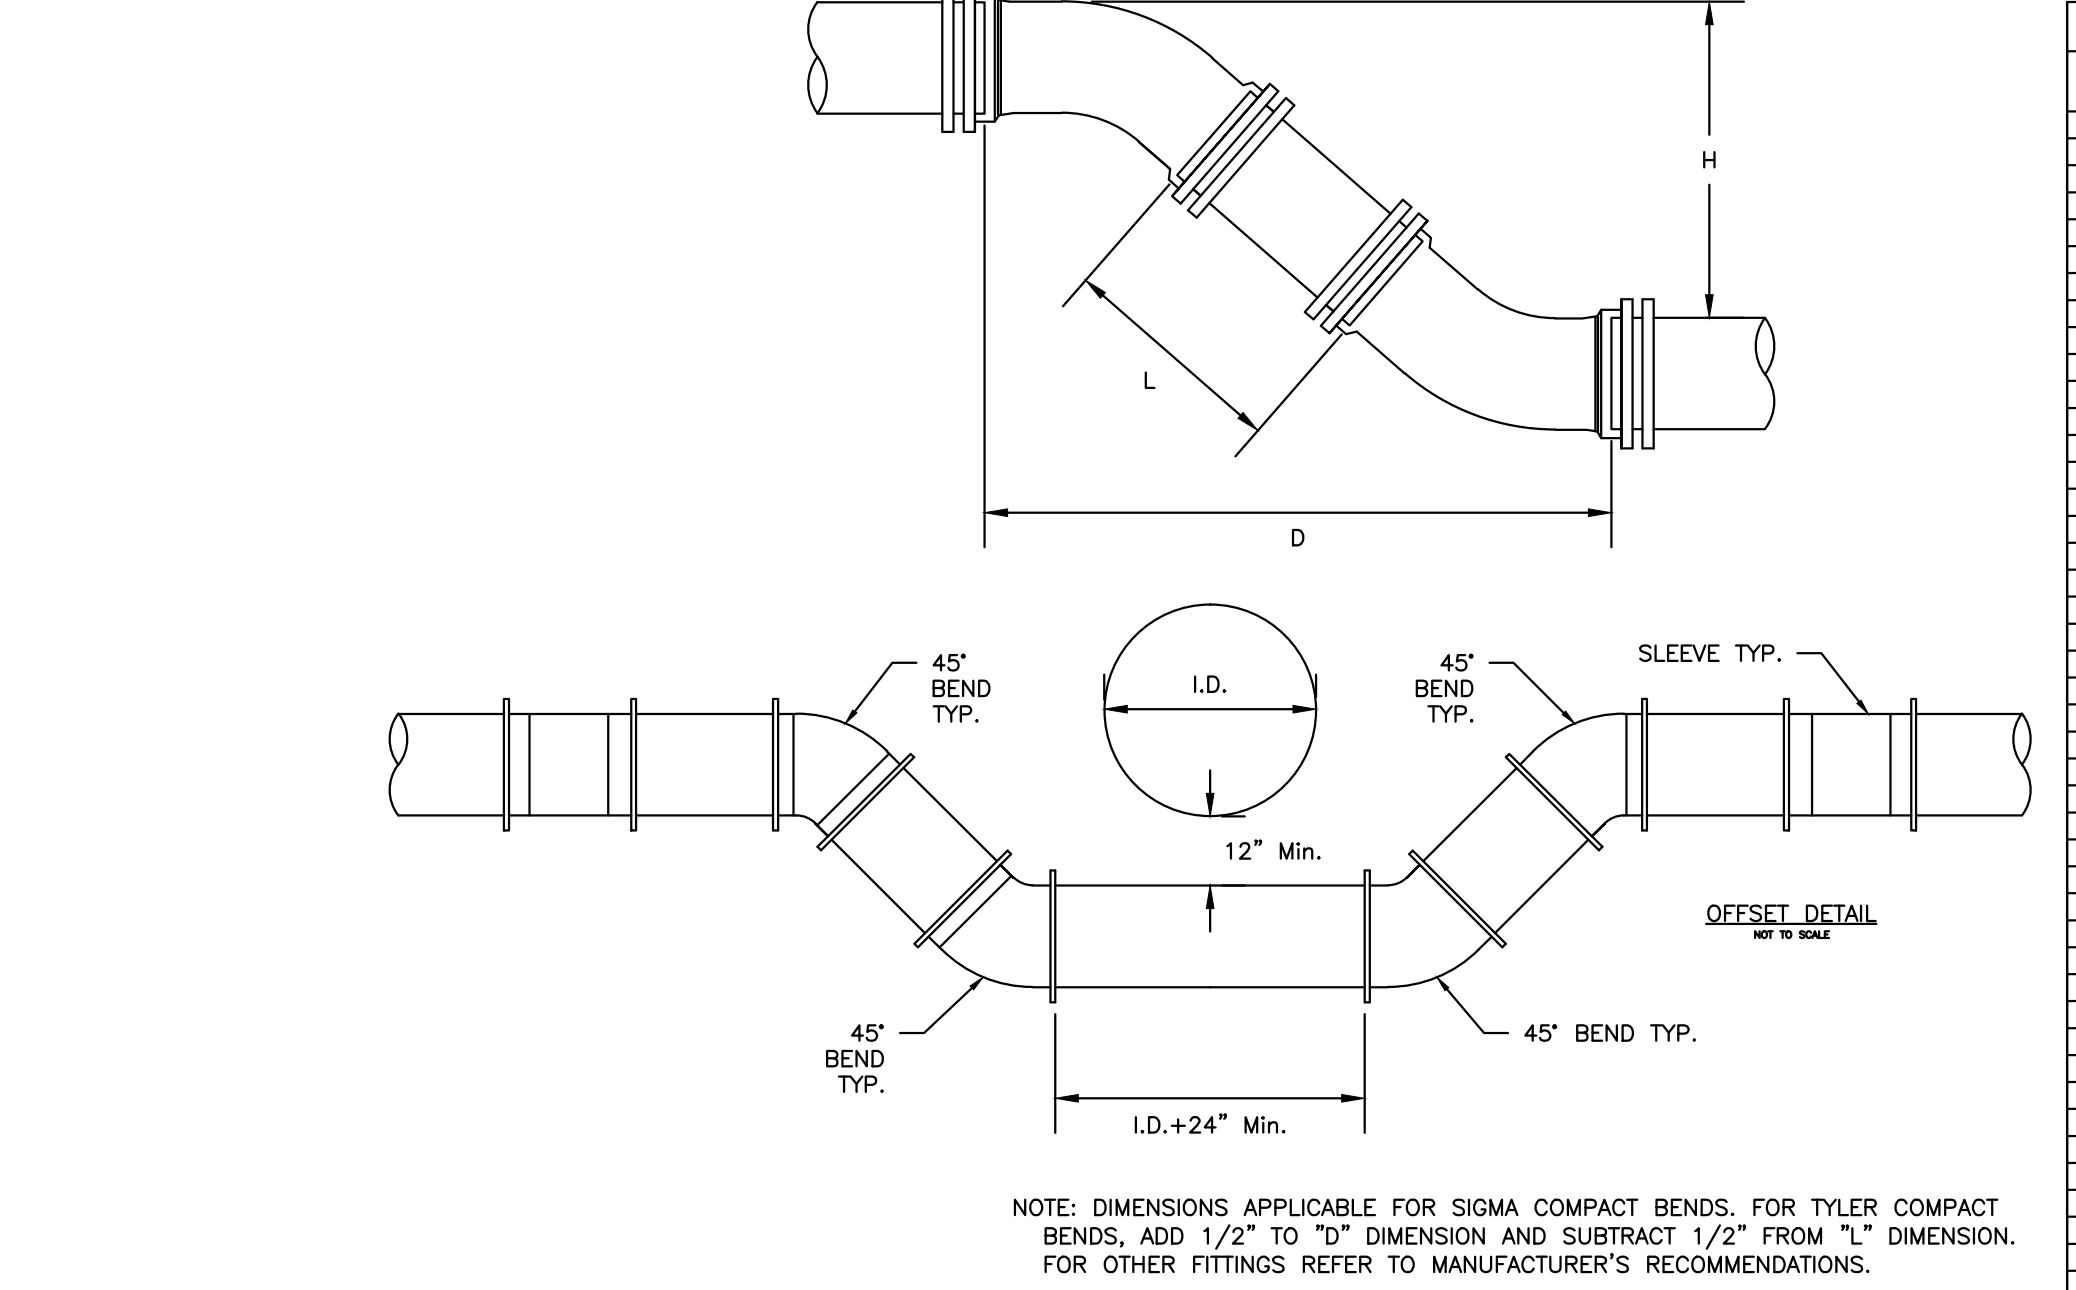 H
L
D
45°
BEND
TYP.
I.D.
45°
BEND
TYP.
SLEEVE TYP.
12" Min.
OFFSET DETAIL
NOT TO SCALE
45°
BEND
TYP.
45° BEND TYP.
I.D.+24" Min.
NOTE: DIMENSIONS APPLICABLE FOR SIGMA COMPACT BENDS. FOR TYLER COMPACT
BENDS, ADD 1/2" TO "D" DIMENSION AND SUBTRACT 1/2" FROM "L" DIMENSION.
FOR OTHER FITTINGS REFER TO MANUFACTURER'S RECOMMENDATIONS.